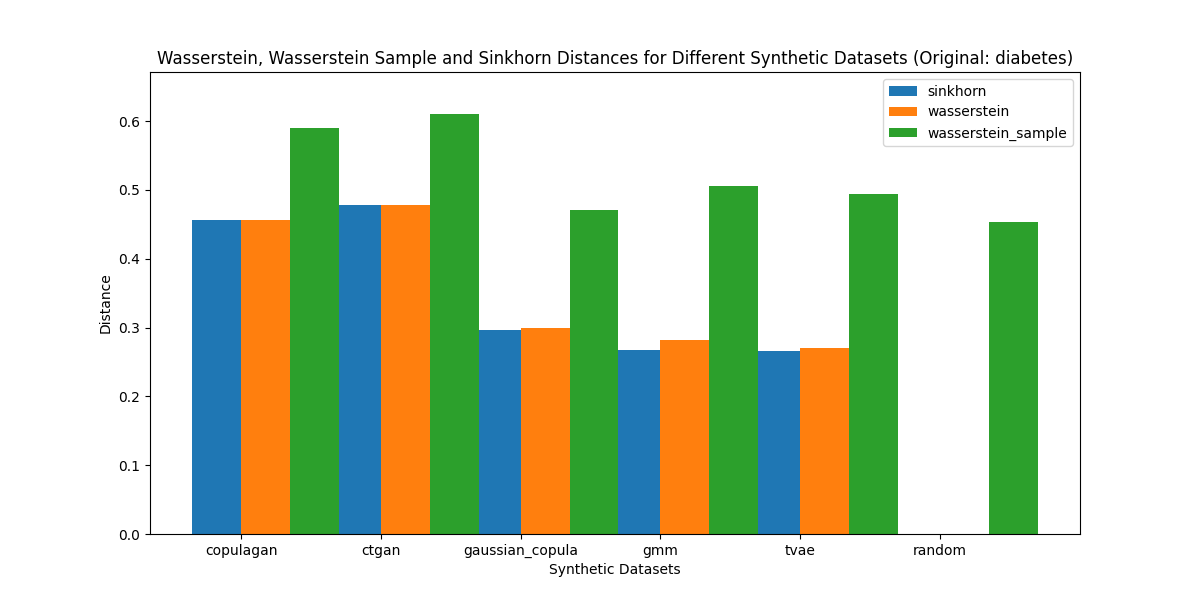 Wasserstein, Wasserstein Sample and Sinkhorn Distances for Different Synthetic Datasets (Original: diabetes)
sinkhorn
wasserstein
wasserstein_sample
0.6
0.5
0.4
0.3
0.2
0.1
0.0
Distance
copulagan
ctgan
gaussian_copula
gmm
tvae
random
Synthetic Datasets